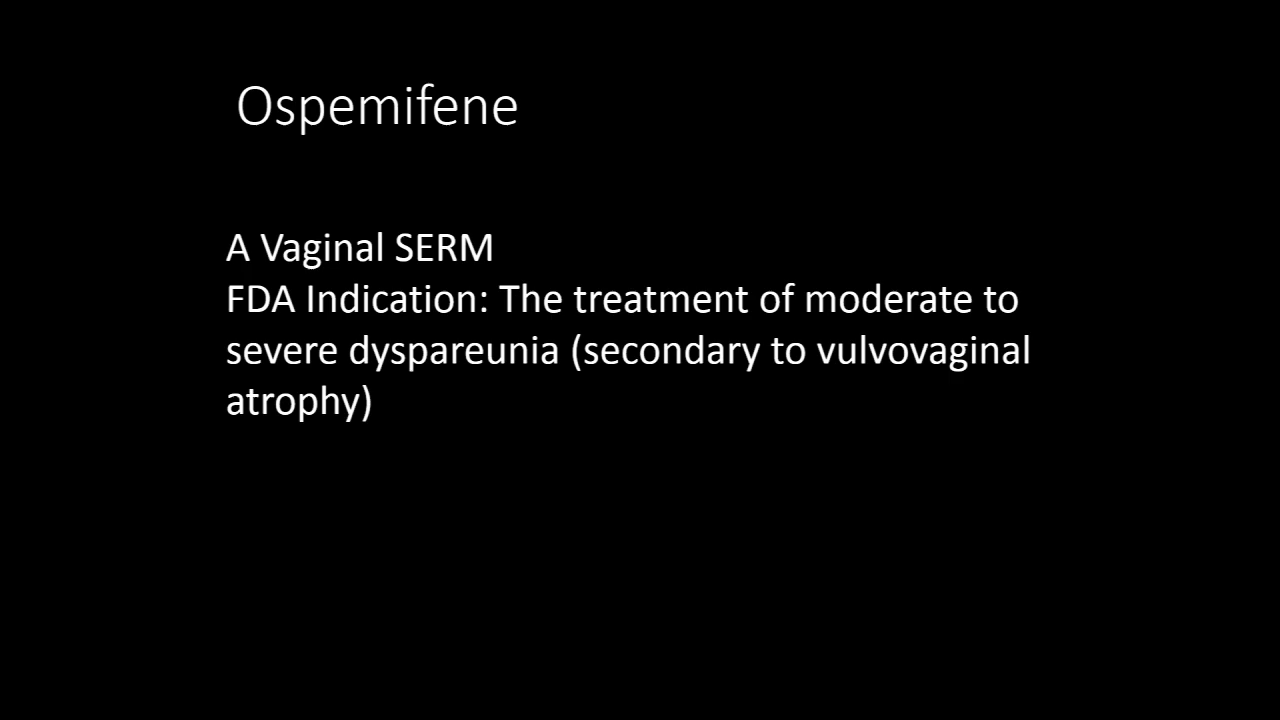 Ospemifene
A Vaginal SERM
FDA Indication: The treatment of moderate to
severe dyspareunia (secondary to vulvovaginal
atrophy)